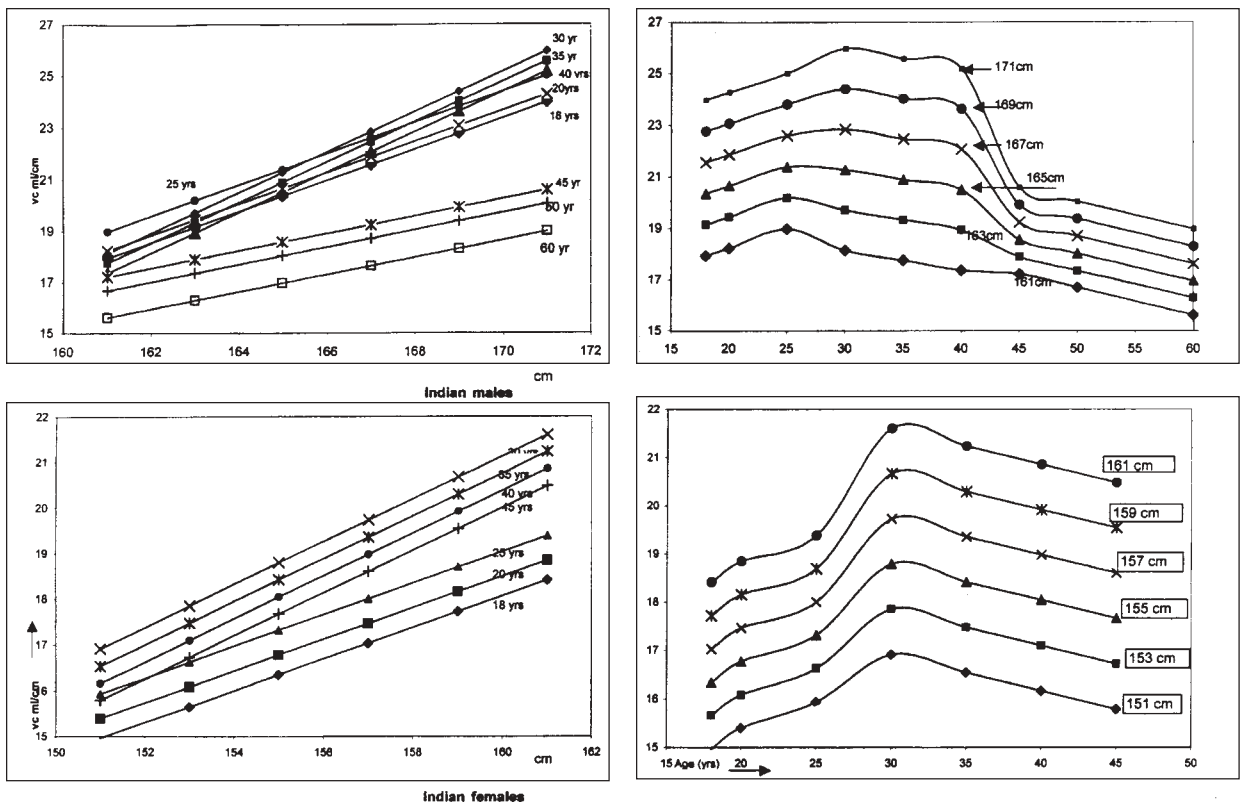 27
25
23
21
19
17
15
vc ml/cm
30 yr
35 yr
40 yrs
20yrs
18 yrs
25 yrs
45 yr
50 yr
60 yr
160 162 164 166 168 170 172
cm
Indian males
27
25
23
21
19
17
15
171cm
169cm
167cm
165cm
163cm
161cm
15 20 25 30 35 40 45 50 55 60
22
21
20
19
18
17
16
15
vc ml/cm
35 yrs
40 yrs
45 yrs
25 yrs
20 yrs
18 yrs
150 152 154 156 158 160 162
cm
Indian females
22
21
20
19
18
17
16
15
161 cm
159 cm
157 cm
155 cm
153 cm
151 cm
15 Age (yrs) 20 25 30 35 40 45 50